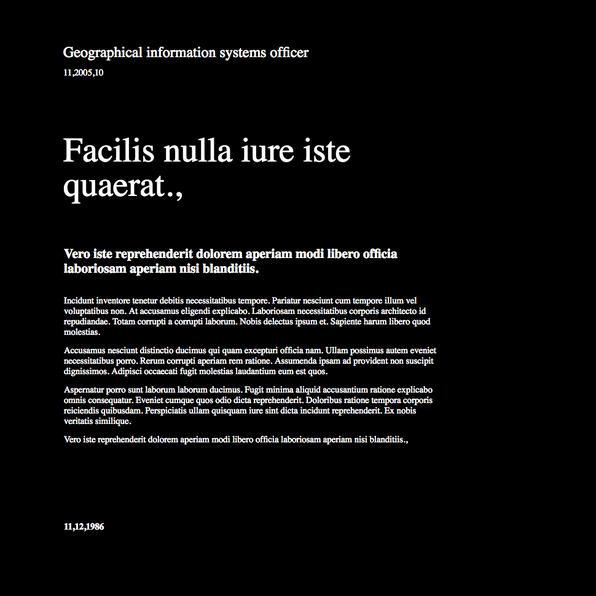 Geographical information systems officer
11,2005,10
Facilis nulla iure iste
quaerat.,
Vero iste reprehenderit dolorem aperiam modi libero officia
laboriosam aperiam nisi blanditiis.
Incidunt inventore tenetur debitis necessitatibus tempore. Pariatur nesciunt cum tempore illum vel
voluptatibus non. At accusamus eligendi explicabo. Laboriosam necessitatibus corporis architecto id
repudiandae. Totam corrupti a corrupti laborum. Nobis delectus ipsum et. Sapiente harum libero quod
molestias.
Accusamus nesciunt distinctio ducimus qui quam excepturi officia nam. Ullam possimus autem eveniet
necessitatibus porro. Rerum corrupti aperiam rem ratione. Assumenda ipsam ad provident non suscipit
dignissimos. Adipisci occaecati fugit molestias laudantium eum est quos.
Aspernatur porro sunt laborum laborum ducimus. Fugit minima aliquid accusantium ratione explicabo
omnis consequatur. Eveniet cumque quos odio dicta reprehenderit. Doloribus ratione tempora corporis
reiciendis quibusdam. Perspiciatis ullam quisquam iure sint dicta incidunt reprehenderit. Ex nobis
veritatis similique.
Vero iste reprehenderit dolorem aperiam modi libero officia laboriosam aperiam nisi blanditiis.,
11,12,1986